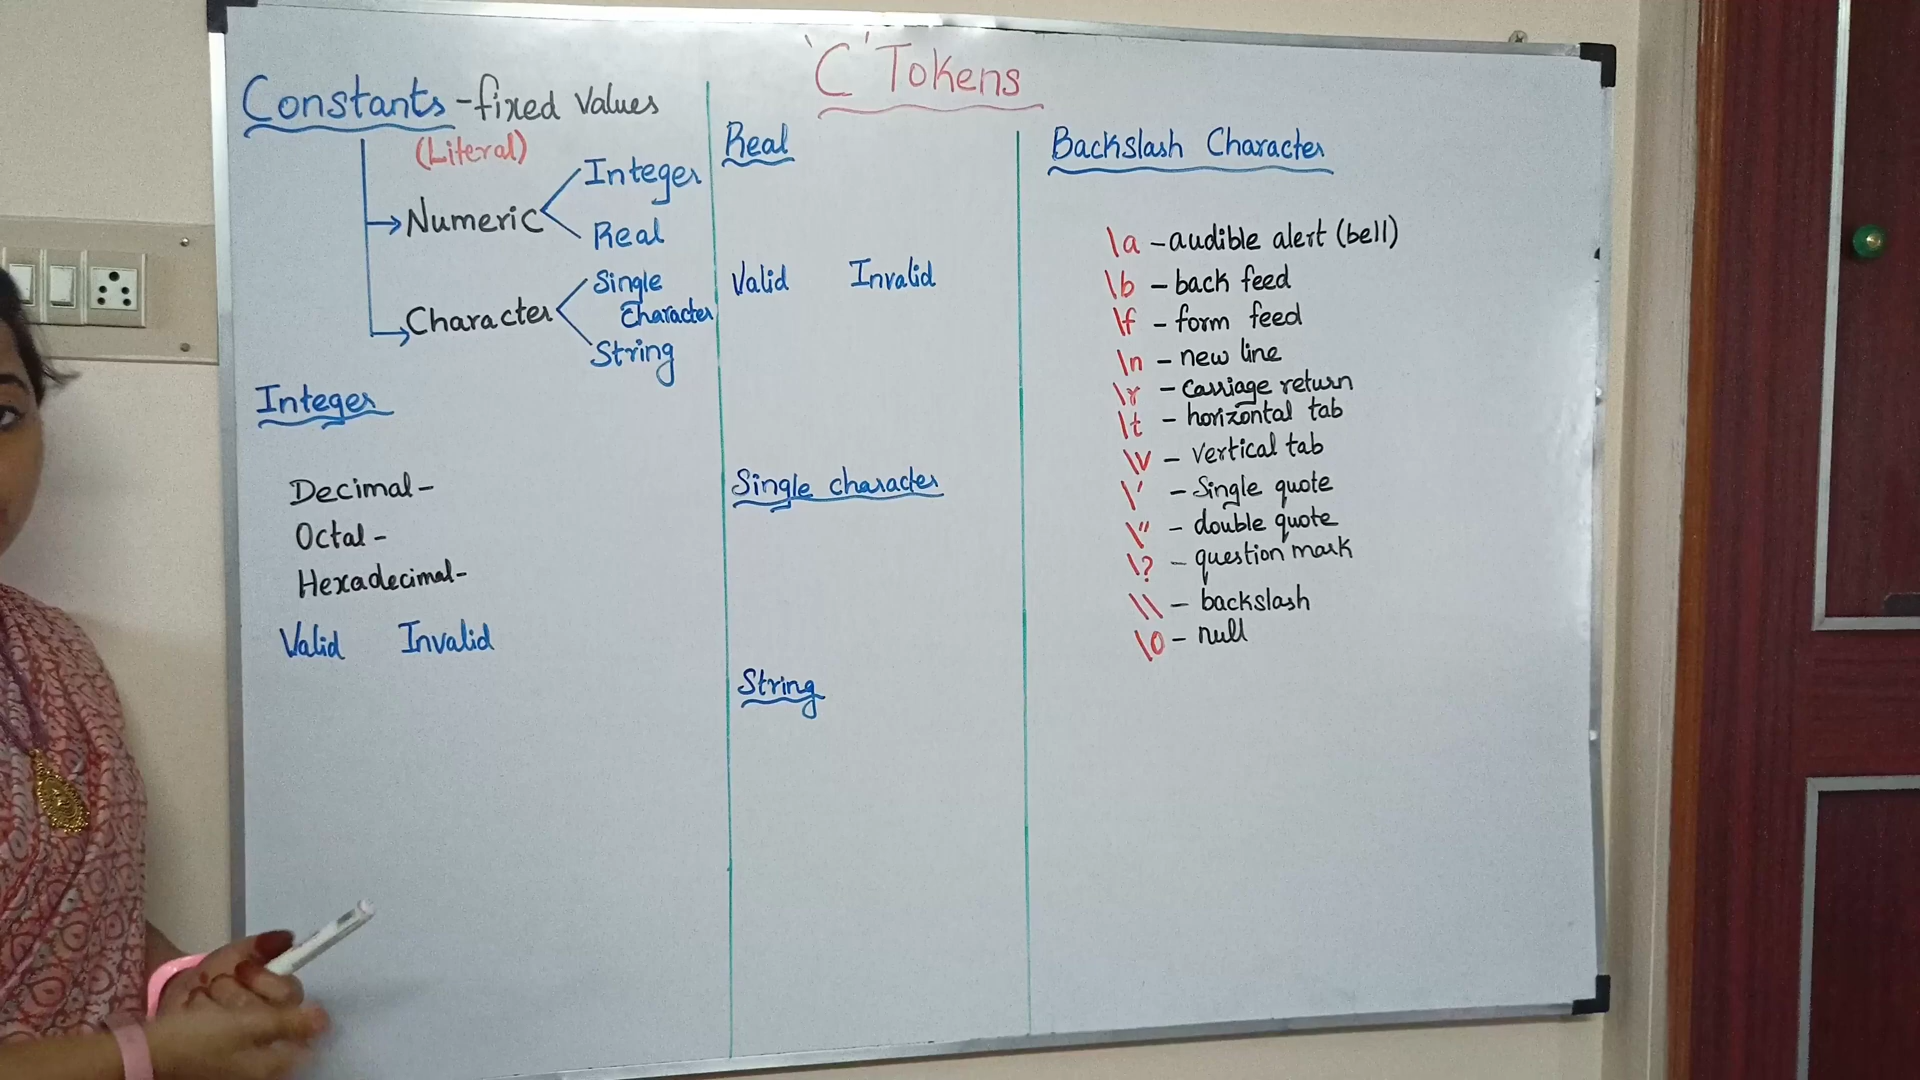 'C' Tokens
Constants - fixed values
(Literal)
Numeric
Integer
Real
Character
Single
Character
String
Integer
Decimal -
Octal -
Hexadecimal -
Valid Invalid
Real
Valid Invalid
Single character
String
Backslash Character
\a - audible alert (bell)
\b - back feed
\f - form feed
\n - new line
\r - carriage return
\t - horizontal tab
\v - vertical tab
\' - Single quote
\" - double quote
\? - question mark
\\ - backslash
\0 - null